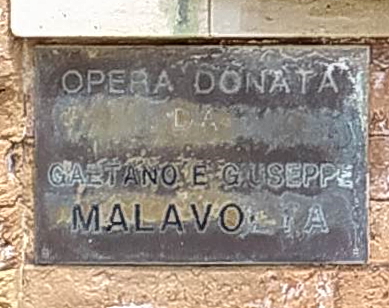 OPERA DONATA
DA
GAETANO E GIUSEPPE
MALAVOLTA